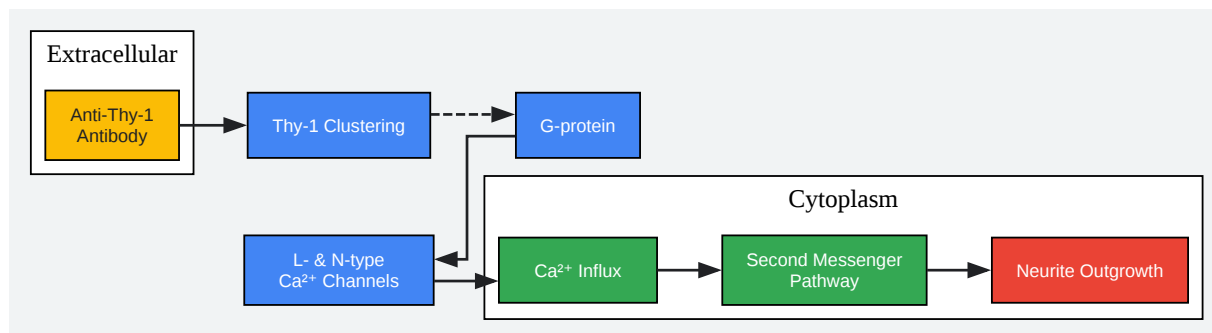 Extracellular
Anti-Thy-1
Antibody
Thy-1 Clustering
G-protein
Cytoplasm
L- & N-type
Ca²⁺ Channels
Ca²⁺ Influx
Second Messenger
Pathway
Neurite Outgrowth